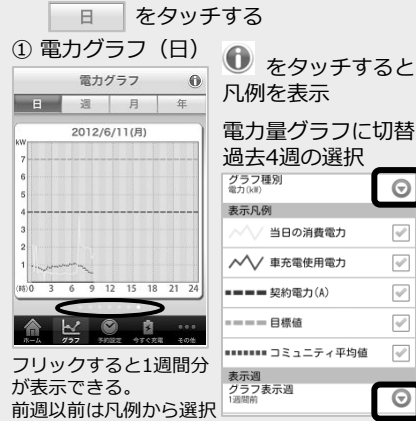 日 をタッチする
① 電力グラフ（日）
電力グラフ
日 週 月 年
2012/6/11(月)
kW
7
6
5
4
3
2
1
(時)0 3 6 9 12 15 18 21 24
ホーム グラフ 予約設定 今すぐ充電 その他
フリックすると1週間分
が表示できる。
前週以前は凡例から選択
をタッチすると
凡例を表示
電力量グラフに切替
過去4週の選択
グラフ種別
電力(kW)
表示凡例
当日の消費電力
車充電使用電力
契約電力(A)
目標値
コミュニティ平均値
表示週
グラフ表示週
1週間前